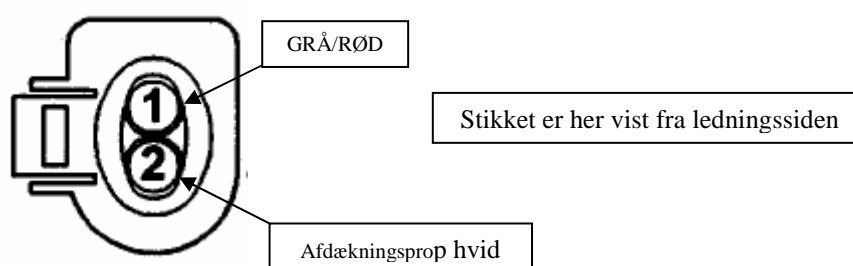 GRÅ/RØD
1
Stikket er her vist fra ledningssiden
2
Afdækningsprop hvid